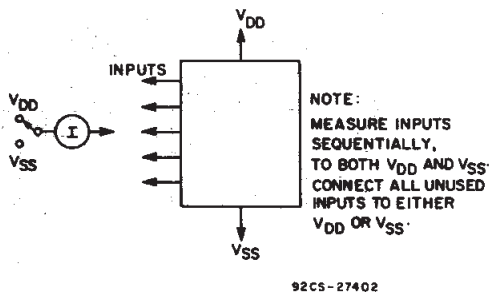 VDD
INPUTS
VDD
I
VSS
NOTE:
MEASURE INPUTS
SEQUENTIALLY,
TO BOTH VDD AND VSS.
CONNECT ALL UNUSED
INPUTS TO EITHER
VDD OR VSS.
VSS
92CS-27402